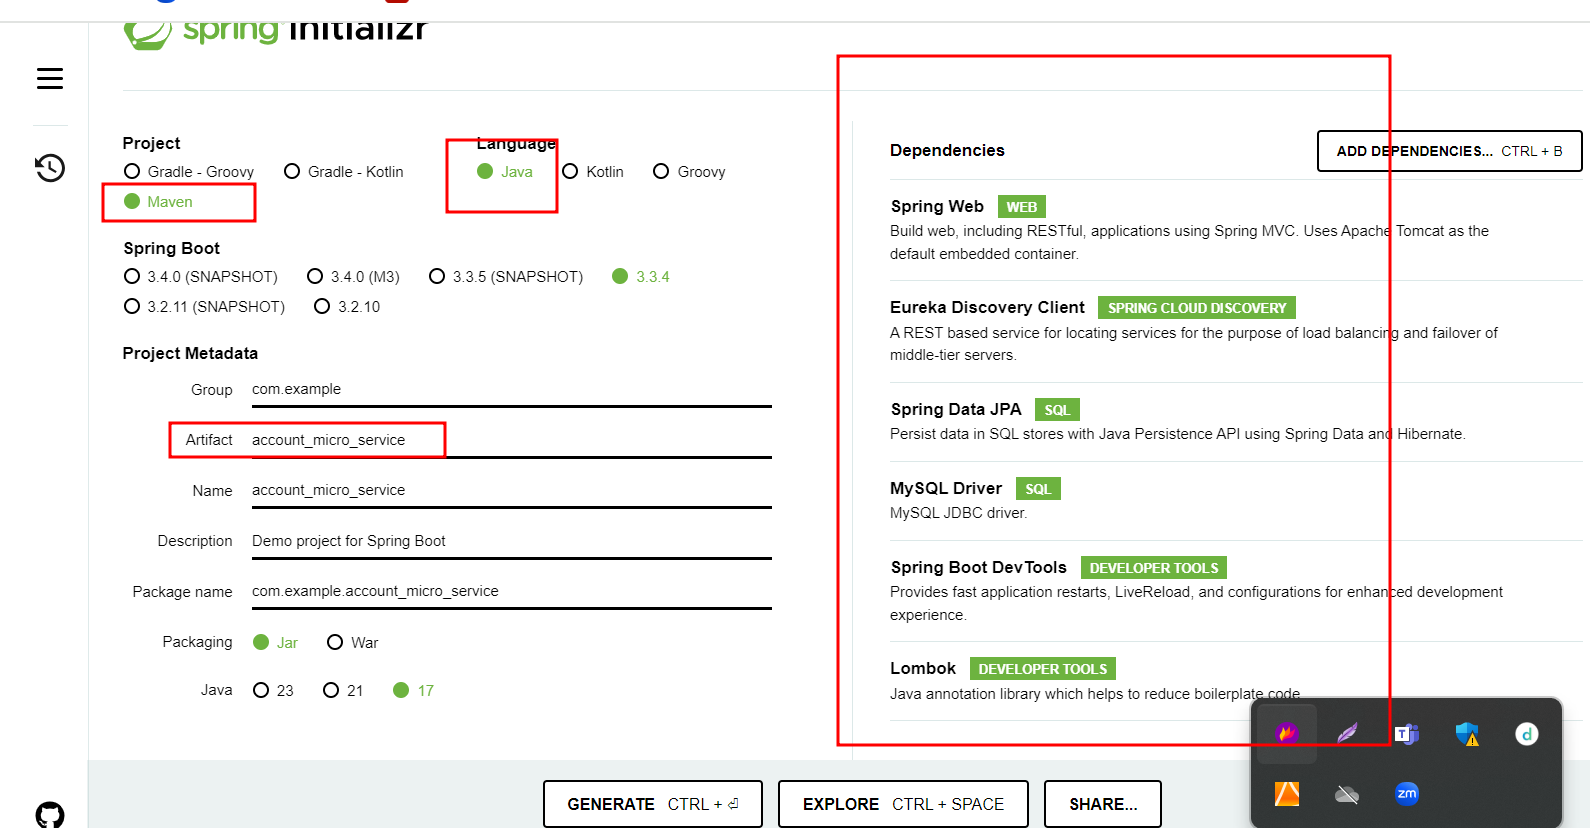 spring initializr
Project
Gradle - Groovy
Gradle - Kotlin
Maven
Language
Java
Kotlin
Groovy
Spring Boot
3.4.0 (SNAPSHOT)
3.4.0 (M3)
3.3.5 (SNAPSHOT)
3.3.4
3.2.11 (SNAPSHOT)
3.2.10
Project Metadata
Group com.example
Artifact account_micro_service
Name account_micro_service
Description Demo project for Spring Boot
Package name com.example.account_micro_service
Packaging Jar War
Java 23 21 17
Dependencies
ADD DEPENDENCIES... CTRL + B
Spring Web WEB
Build web, including RESTful, applications using Spring MVC. Uses Apache Tomcat as the
default embedded container.
Eureka Discovery Client SPRING CLOUD DISCOVERY
A REST based service for locating services for the purpose of load balancing and failover of
middle-tier servers.
Spring Data JPA SQL
Persist data in SQL stores with Java Persistence API using Spring Data and Hibernate.
MySQL Driver SQL
MySQL JDBC driver.
Spring Boot DevTools DEVELOPER TOOLS
Provides fast application restarts, LiveReload, and configurations for enhanced development
experience.
Lombok DEVELOPER TOOLS
Java annotation library which helps to reduce boilerplate code.
T
d
zm
GENERATE CTRL + ⏎
EXPLORE CTRL + SPACE
SHARE...